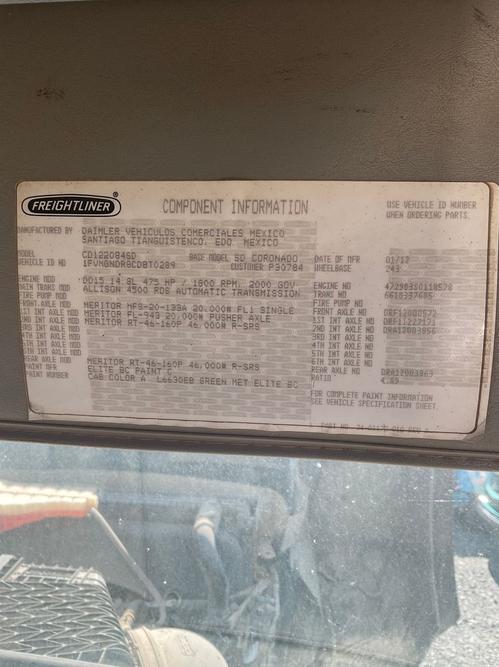 FREIGHTLINER ® COMPONENT INFORMATION
USE VEHICLE ID NUMBER
WHEN ORDERING PARTS.
MANUFACTURED BY DAIMLER VEHICULOS COMERCIALES MEXICO
SANTIAGO TIANGUISTENCO, EDO. MEXICO
MODEL CD122084SD BASE MODEL SD CORONADO DATE OF MFR 01/12
VEHICLE ID NO CUSTOMER P30784 WHEELBASE 243
ENGINE MOD DD15 14.8L 475 HP / 1800 RPM, 2000 GOV ENGINE NO
MAIN TRANS MOD ALLISON 4500 RDS AUTOMATIC TRANSMISSION TRANS NO 6610337685
FIRE PUMP MOD FIRE PUMP NO
FRONT AXLE MOD MERITOR MFS-20-133A 20,000# FL1 SINGLE FRONT AXLE NO
1ST INT AXLE MOD MERITOR FL-943 20,000# PUSHER AXLE 1ST INT AXLE NO
2ND INT AXLE MOD MERITOR RT-46-160P 46,000# R-SRS 2ND INT AXLE NO
3RD INT AXLE MOD 3RD INT AXLE NO
4TH INT AXLE MOD 4TH INT AXLE NO
5TH INT AXLE MOD 5TH INT AXLE NO
6TH INT AXLE MOD 6TH INT AXLE NO
REAR AXLE MOD MERITOR RT-46-160P 46,000# R-SRS REAR AXLE NO
PAINT MFR ELITE BC PAINT C RATIO
PAINT NUMBER CAB COLOR A L6630EB GREEN MET ELITE BC
FOR COMPLETE PAINT INFORMATION
SEE VEHICLE SPECIFICATION SHEET.
PART NO.